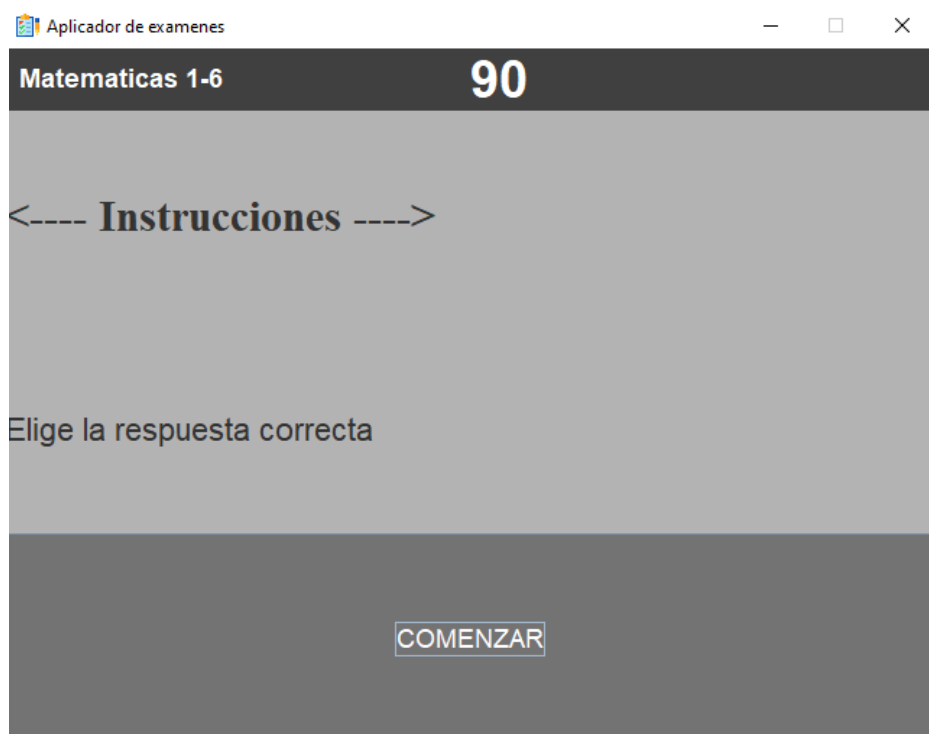 Aplicador de examenes
Matematicas 1-6
90
<---- Instrucciones ---->
Elige la respuesta correcta
COMENZAR